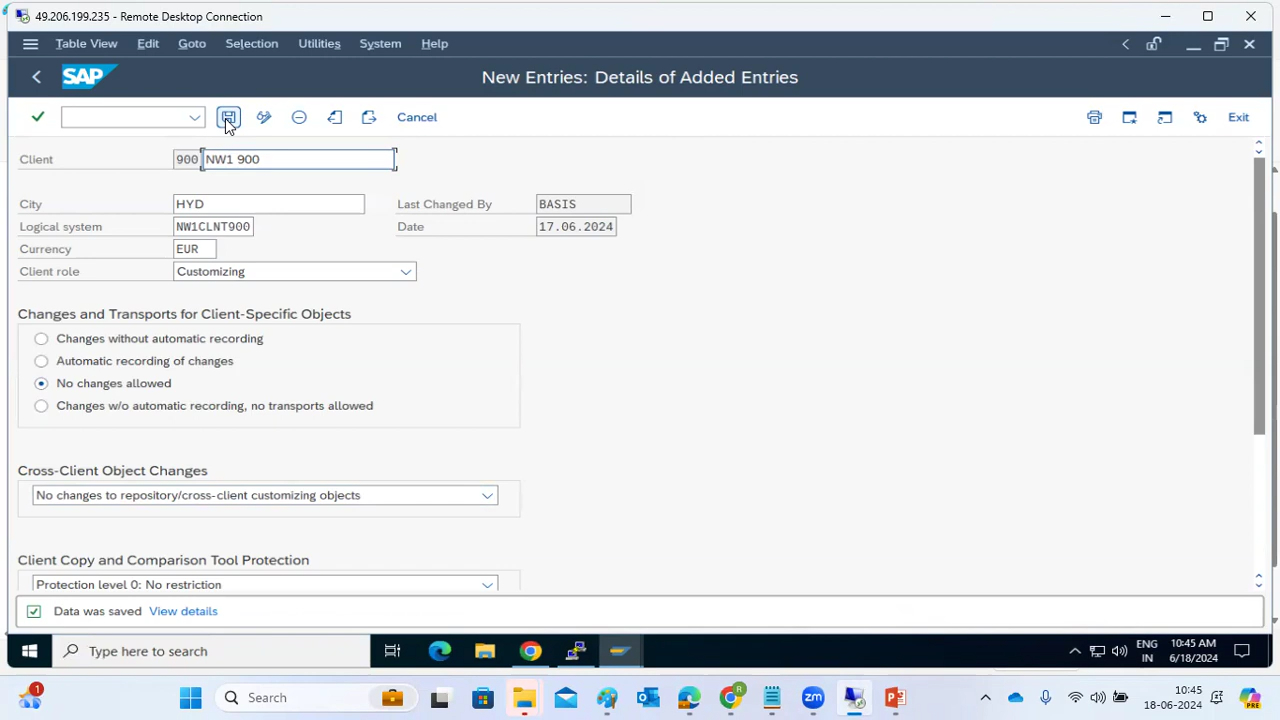 49.206.199.235 - Remote Desktop Connection
Table View Edit Goto Selection Utilities System Help
SAP New Entries: Details of Added Entries
Cancel Exit
Client 900 NW1 900
City HYD Last Changed By BASIS
Logical system NW1CLNT900 Date 17.06.2024
Currency EUR
Client role Customizing
Changes and Transports for Client-Specific Objects
Changes without automatic recording
Automatic recording of changes
No changes allowed
Changes w/o automatic recording, no transports allowed
Cross-Client Object Changes
No changes to repository/cross-client customizing objects
Client Copy and Comparison Tool Protection
Protection level 0: No restriction
Data was saved View details
Type here to search ENG IN 10:45 AM 6/18/2024
1 Search 10:45 18-06-2024 PRE